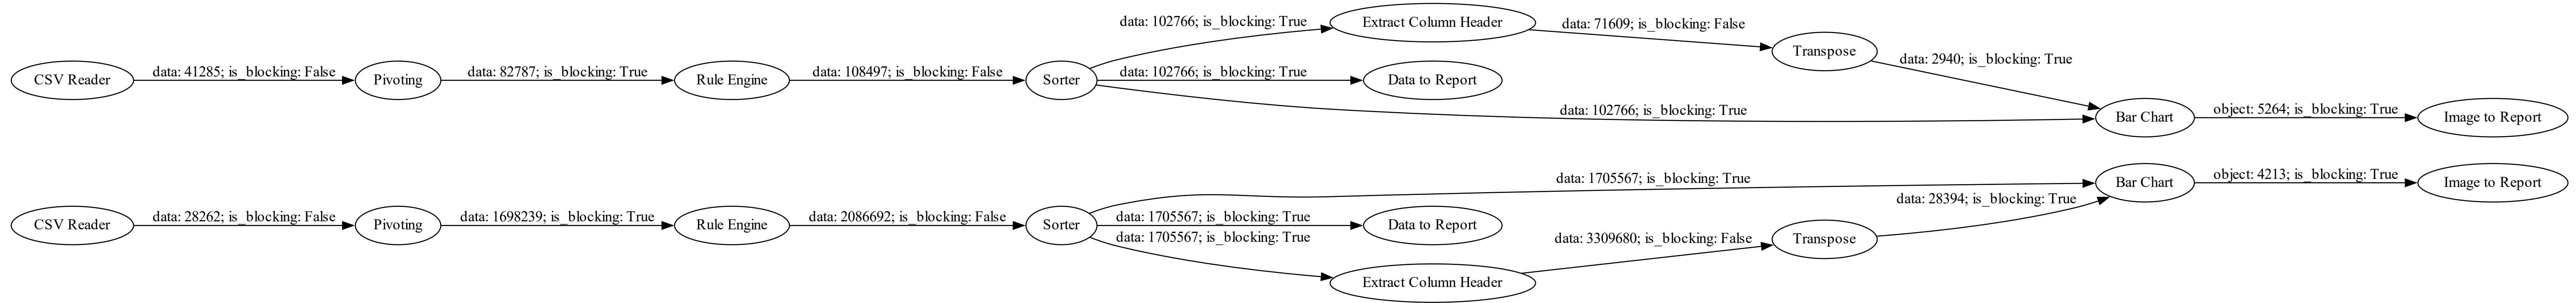 data: 102766; is_blocking: True
Extract Column Header
data: 71609; is_blocking: False
Transpose
data: 2940; is_blocking: True
CSV Reader
data: 41285; is_blocking: False
Pivoting
data: 82787; is_blocking: True
Rule Engine
data: 108497; is_blocking: False
Sorter
data: 102766; is_blocking: True
Data to Report
data: 102766; is_blocking: True
Bar Chart
object: 5264; is_blocking: True
Image to Report
data: 1705567; is_blocking: True
Bar Chart
object: 4213; is_blocking: True
Image to Report
CSV Reader
data: 28262; is_blocking: False
Pivoting
data: 1698239; is_blocking: True
Rule Engine
data: 2086692; is_blocking: False
Sorter
data: 1705567; is_blocking: True
Data to Report
data: 28394; is_blocking: True
data: 1705567; is_blocking: True
Extract Column Header
data: 3309680; is_blocking: False
Transpose